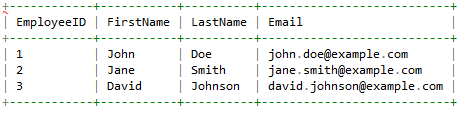 +------------+-----------+----------+---------------------------+
| EmployeeID | FirstName | LastName | Email                     |
+------------+-----------+----------+---------------------------+
| 1          | John      | Doe      | john.doe@example.com      |
| 2          | Jane      | Smith    | jane.smith@example.com    |
| 3          | David     | Johnson  | david.johnson@example.com |
+------------+-----------+----------+---------------------------+